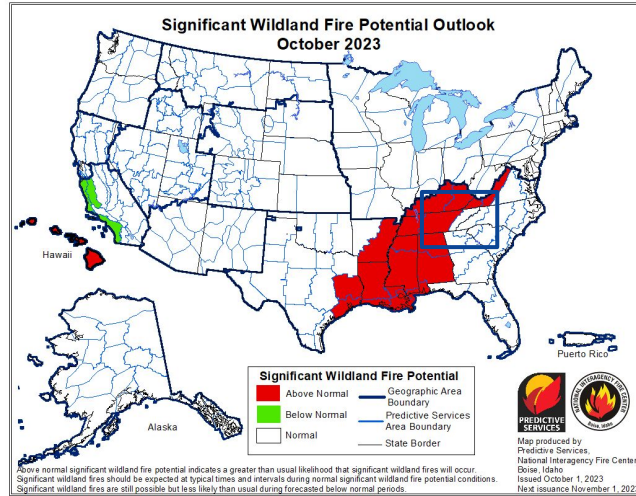 Significant Wildland Fire Potential Outlook
October 2023
Hawaii
Alaska
Puerto Rico
Significant Wildland Fire Potential
Above Normal
Below Normal
Normal
Geographic Area
Boundary
Predictive Services
Area Boundary
State Border
PREDICTIVE
SERVICES
NATIONAL INTERAGENCY FIRE CENTER
Boise, Idaho
Map produced by
Predictive Services,
National Interagency Fire Center
Boise, Idaho
Issued October 1, 2023
Next issuance November 1, 2023
Above normal significant wildland fire potential indicates a greater than usual likelihood that significant wildland fires will occur.
Significant wildland fires should be expected at typical times and intervals during normal significant wildland fire potential conditions.
Significant wildland fires are still possible but less likely than usual during forecasted below normal periods.